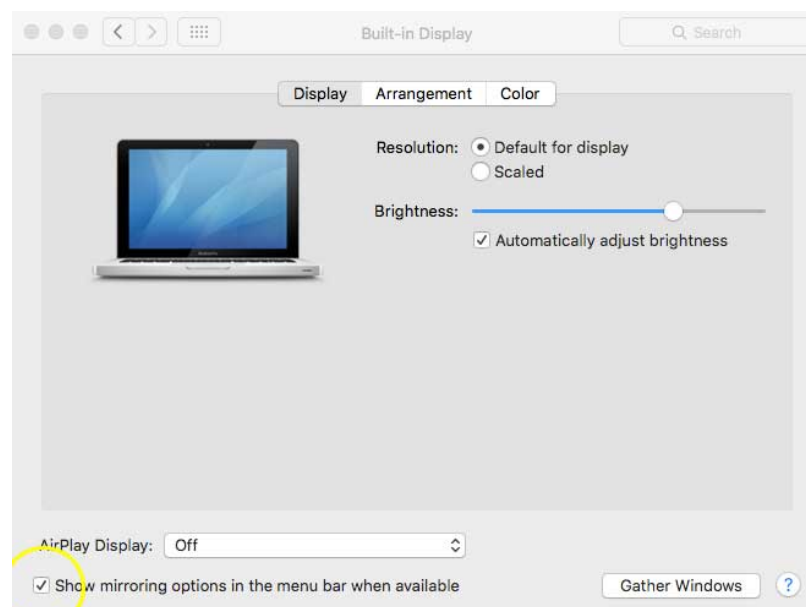 Built-in Display
Search
Display Arrangement Color
Resolution: Default for display
Scaled
Brightness:
Automatically adjust brightness
AirPlay Display: Off
Show mirroring options in the menu bar when available
Gather Windows ?